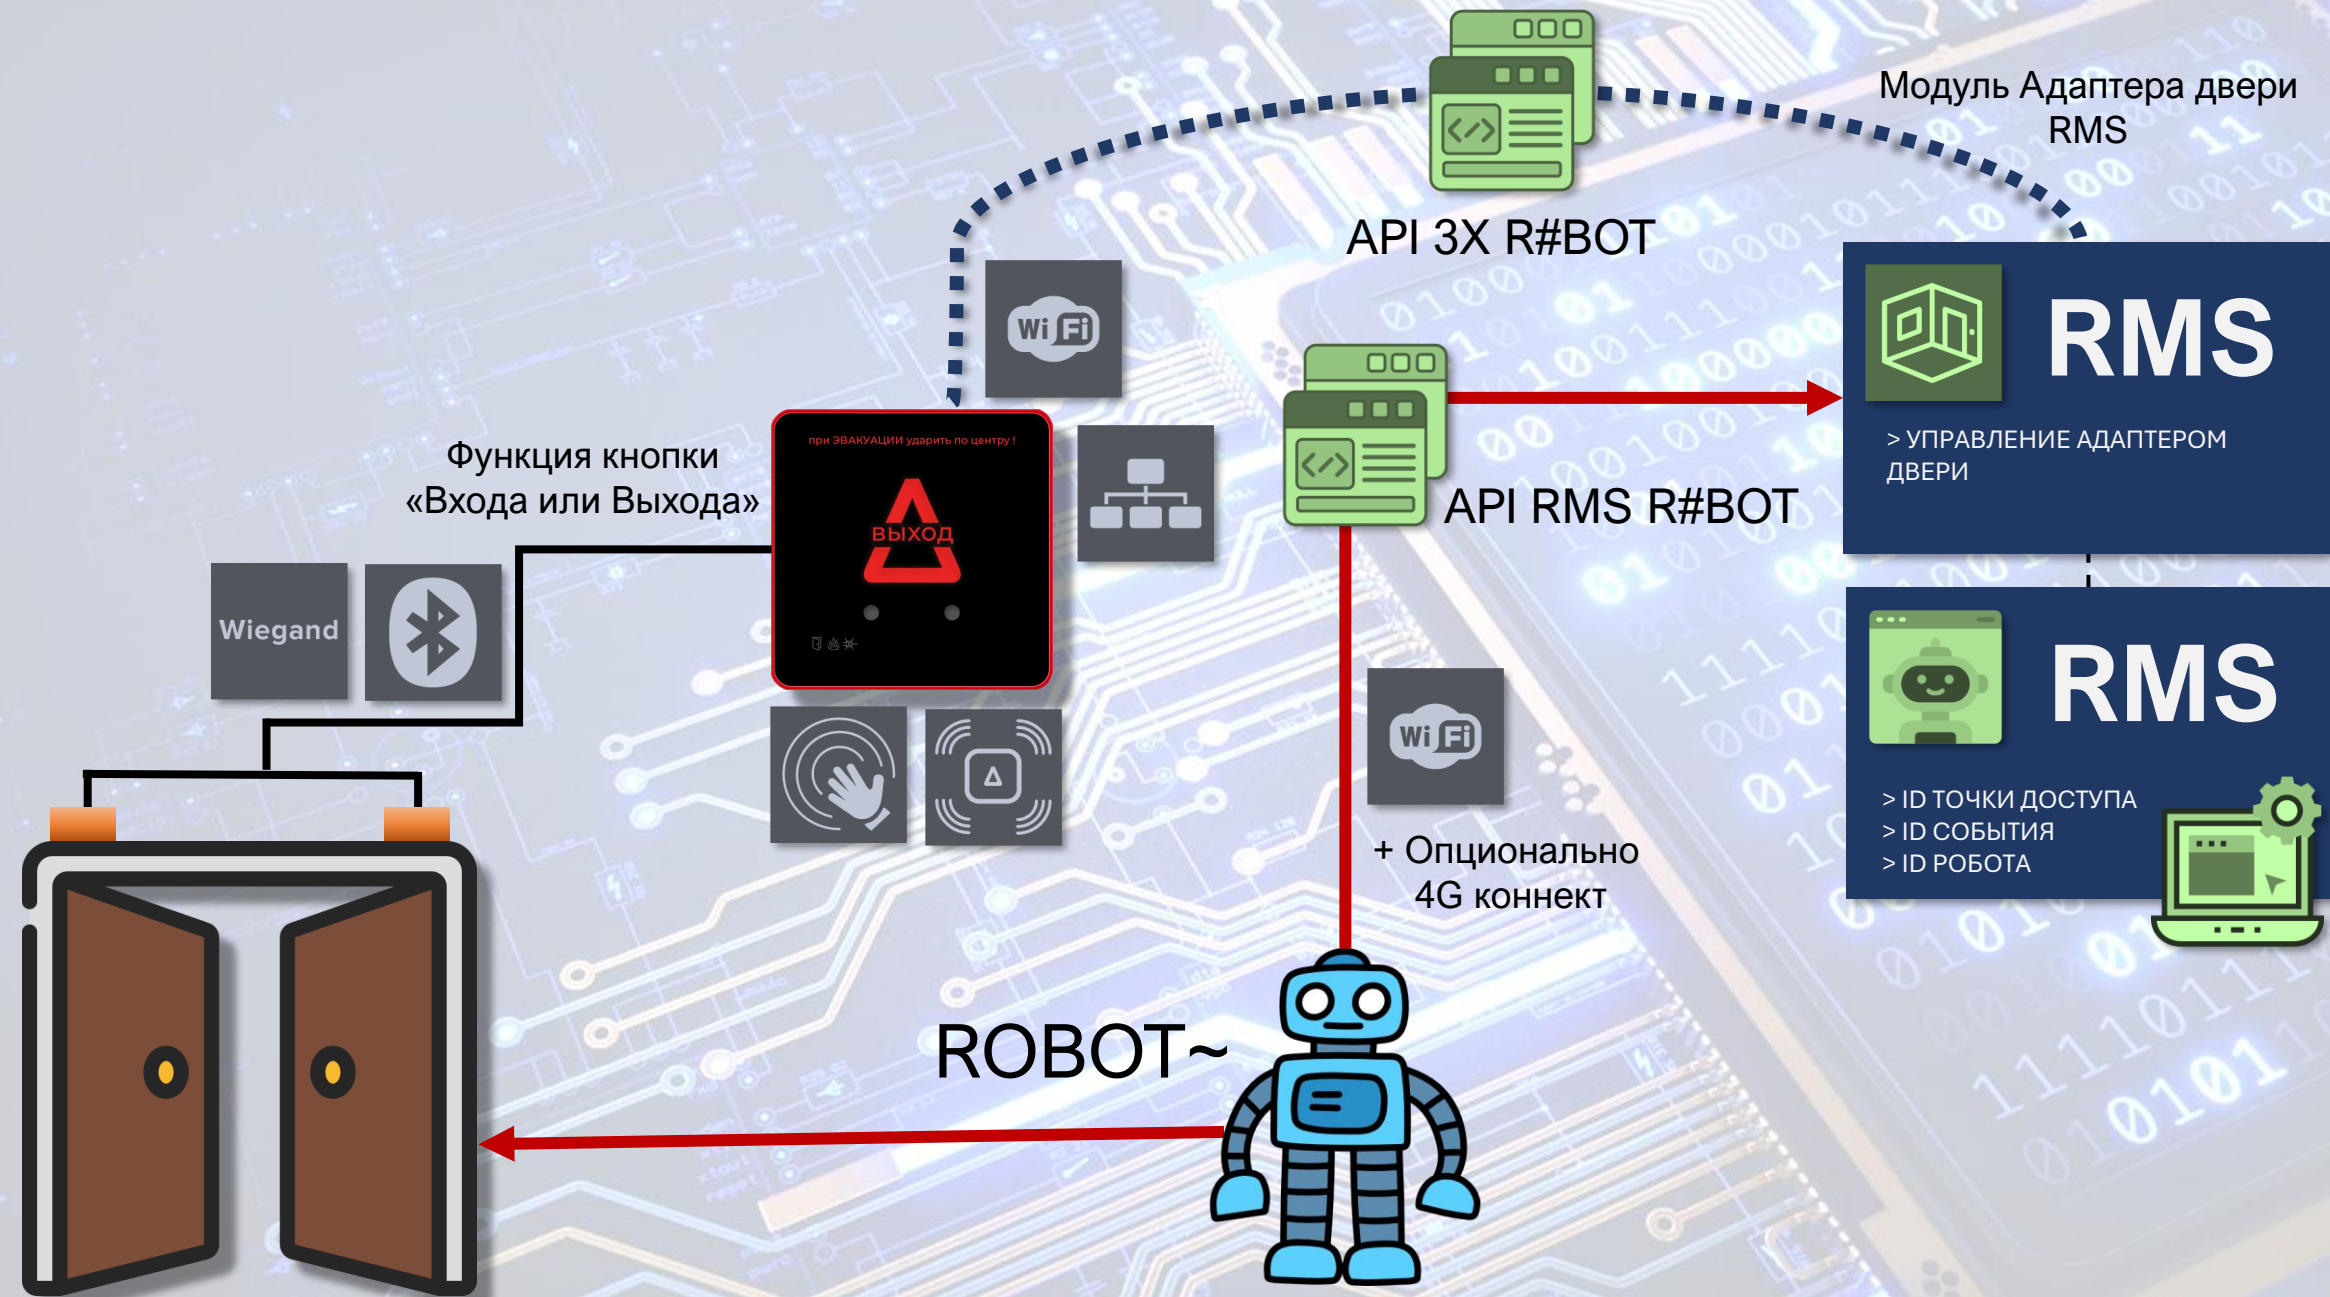 Модуль Адаптера двери
RMS
API 3X R#BOT
Wi Fi
RMS
> УПРАВЛЕНИЕ АДАПТЕРОМ
ДВЕРИ
при ЭВАКУАЦИИ ударить по центру !
ВЫХОД
Функция кнопки
«Входа или Выхода»
API RMS R#BOT
Wiegand
RMS
> ID ТОЧКИ ДОСТУПА
> ID СОБЫТИЯ
> ID РОБОТА
Wi Fi
+ Опционально
4G коннект
ROBOT~